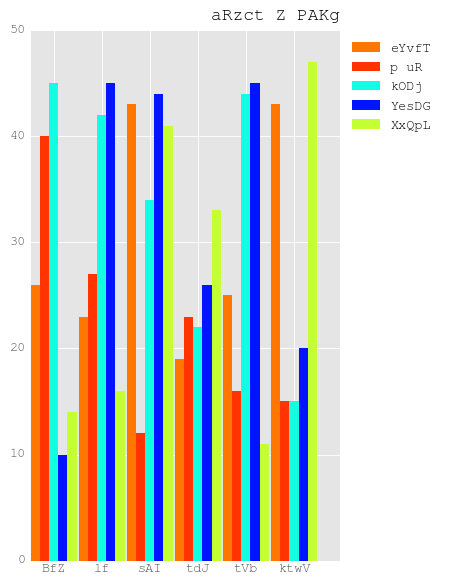 aRzct Z PAKg
50
40
30
20
10
0
BfZ lf sAI tdJ tVb ktwV
eYvfT
p uR
kODj
YesDG
XxQpL